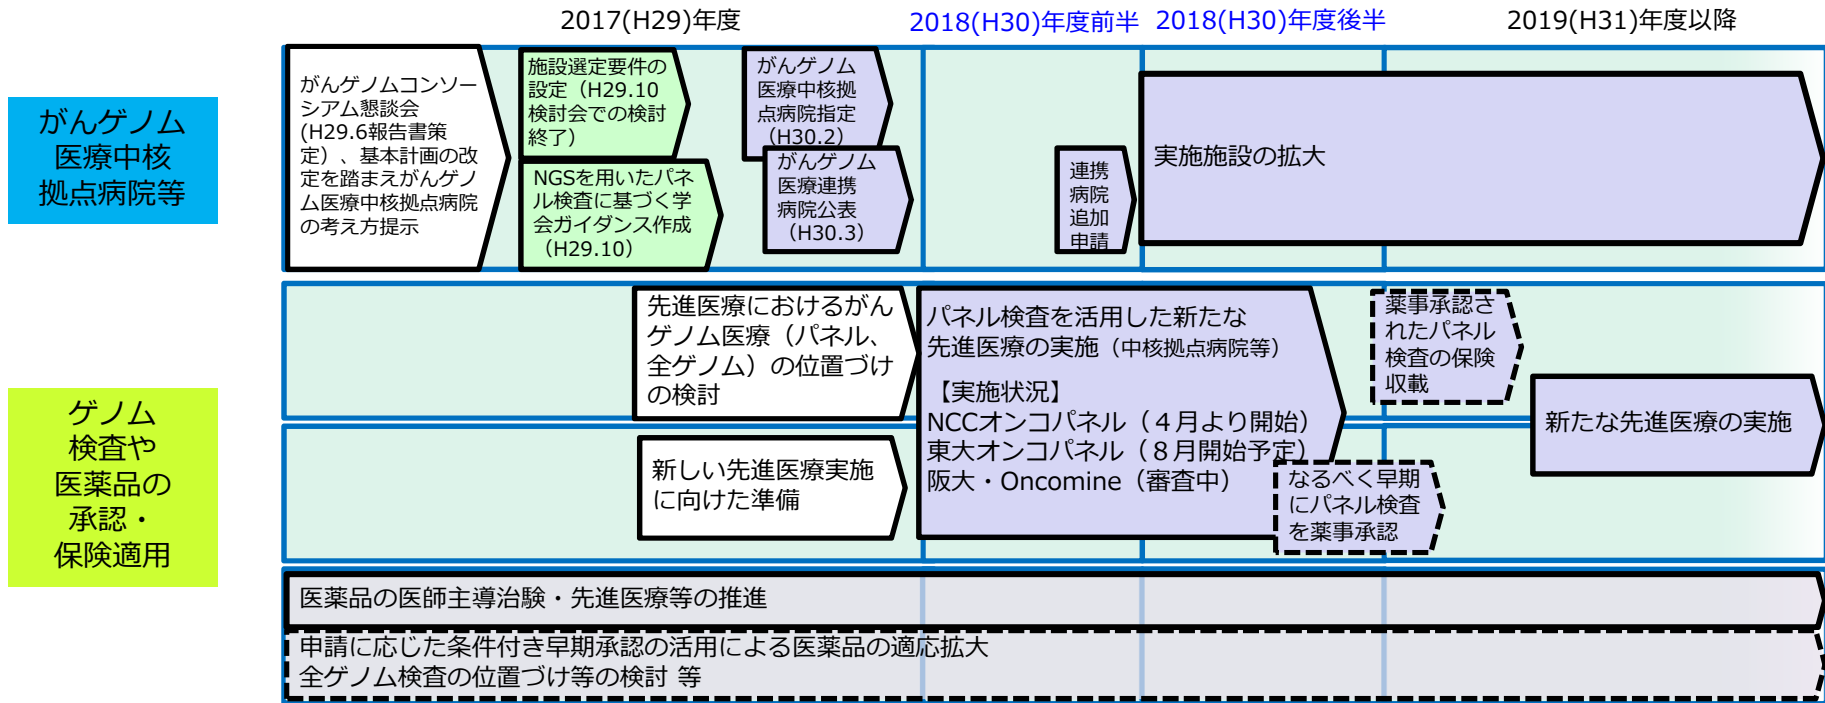 2017(H29)年度
2018(H30)年度前半
2018(H30)年度後半
2019(H31)年度以降
がんゲノム
医療中核
拠点病院等
がんゲノムコンソー
シアム懇談会
(H29.6報告書策
定）、基本計画の改
定を踏まえがんゲノ
ム医療中核拠点病院
の考え方提示
施設選定要件の
設定（H29.10
検討会での検討
終了）
NGSを用いたパネ
ル検査に基づく学
会ガイダンス作成
（H29.10）
がんゲノム
医療中核拠
点病院指定
（H30.2）
がんゲノム
医療連携
病院公表
（H30.3）
連携
病院
追加
申請
実施施設の拡大
ゲノム
検査や
医薬品の
承認・
保険適用
先進医療におけるがん
ゲノム医療（パネル、
全ゲノム）の位置づけ
の検討
新しい先進医療実施
に向けた準備
パネル検査を活用した新たな
先進医療の実施（中核拠点病院等）
【実施状況】
NCCオンコパネル（４月より開始）
東大オンコパネル（８月開始予定）
阪大・Oncomine（審査中）
薬事承認さ
れたパネル
検査の保険
収載
なるべく早期
にパネル検査
を薬事承認
新たな先進医療の実施
医薬品の医師主導治験・先進医療等の推進
申請に応じた条件付き早期承認の活用による医薬品の適応拡大
全ゲノム検査の位置づけ等の検討 等